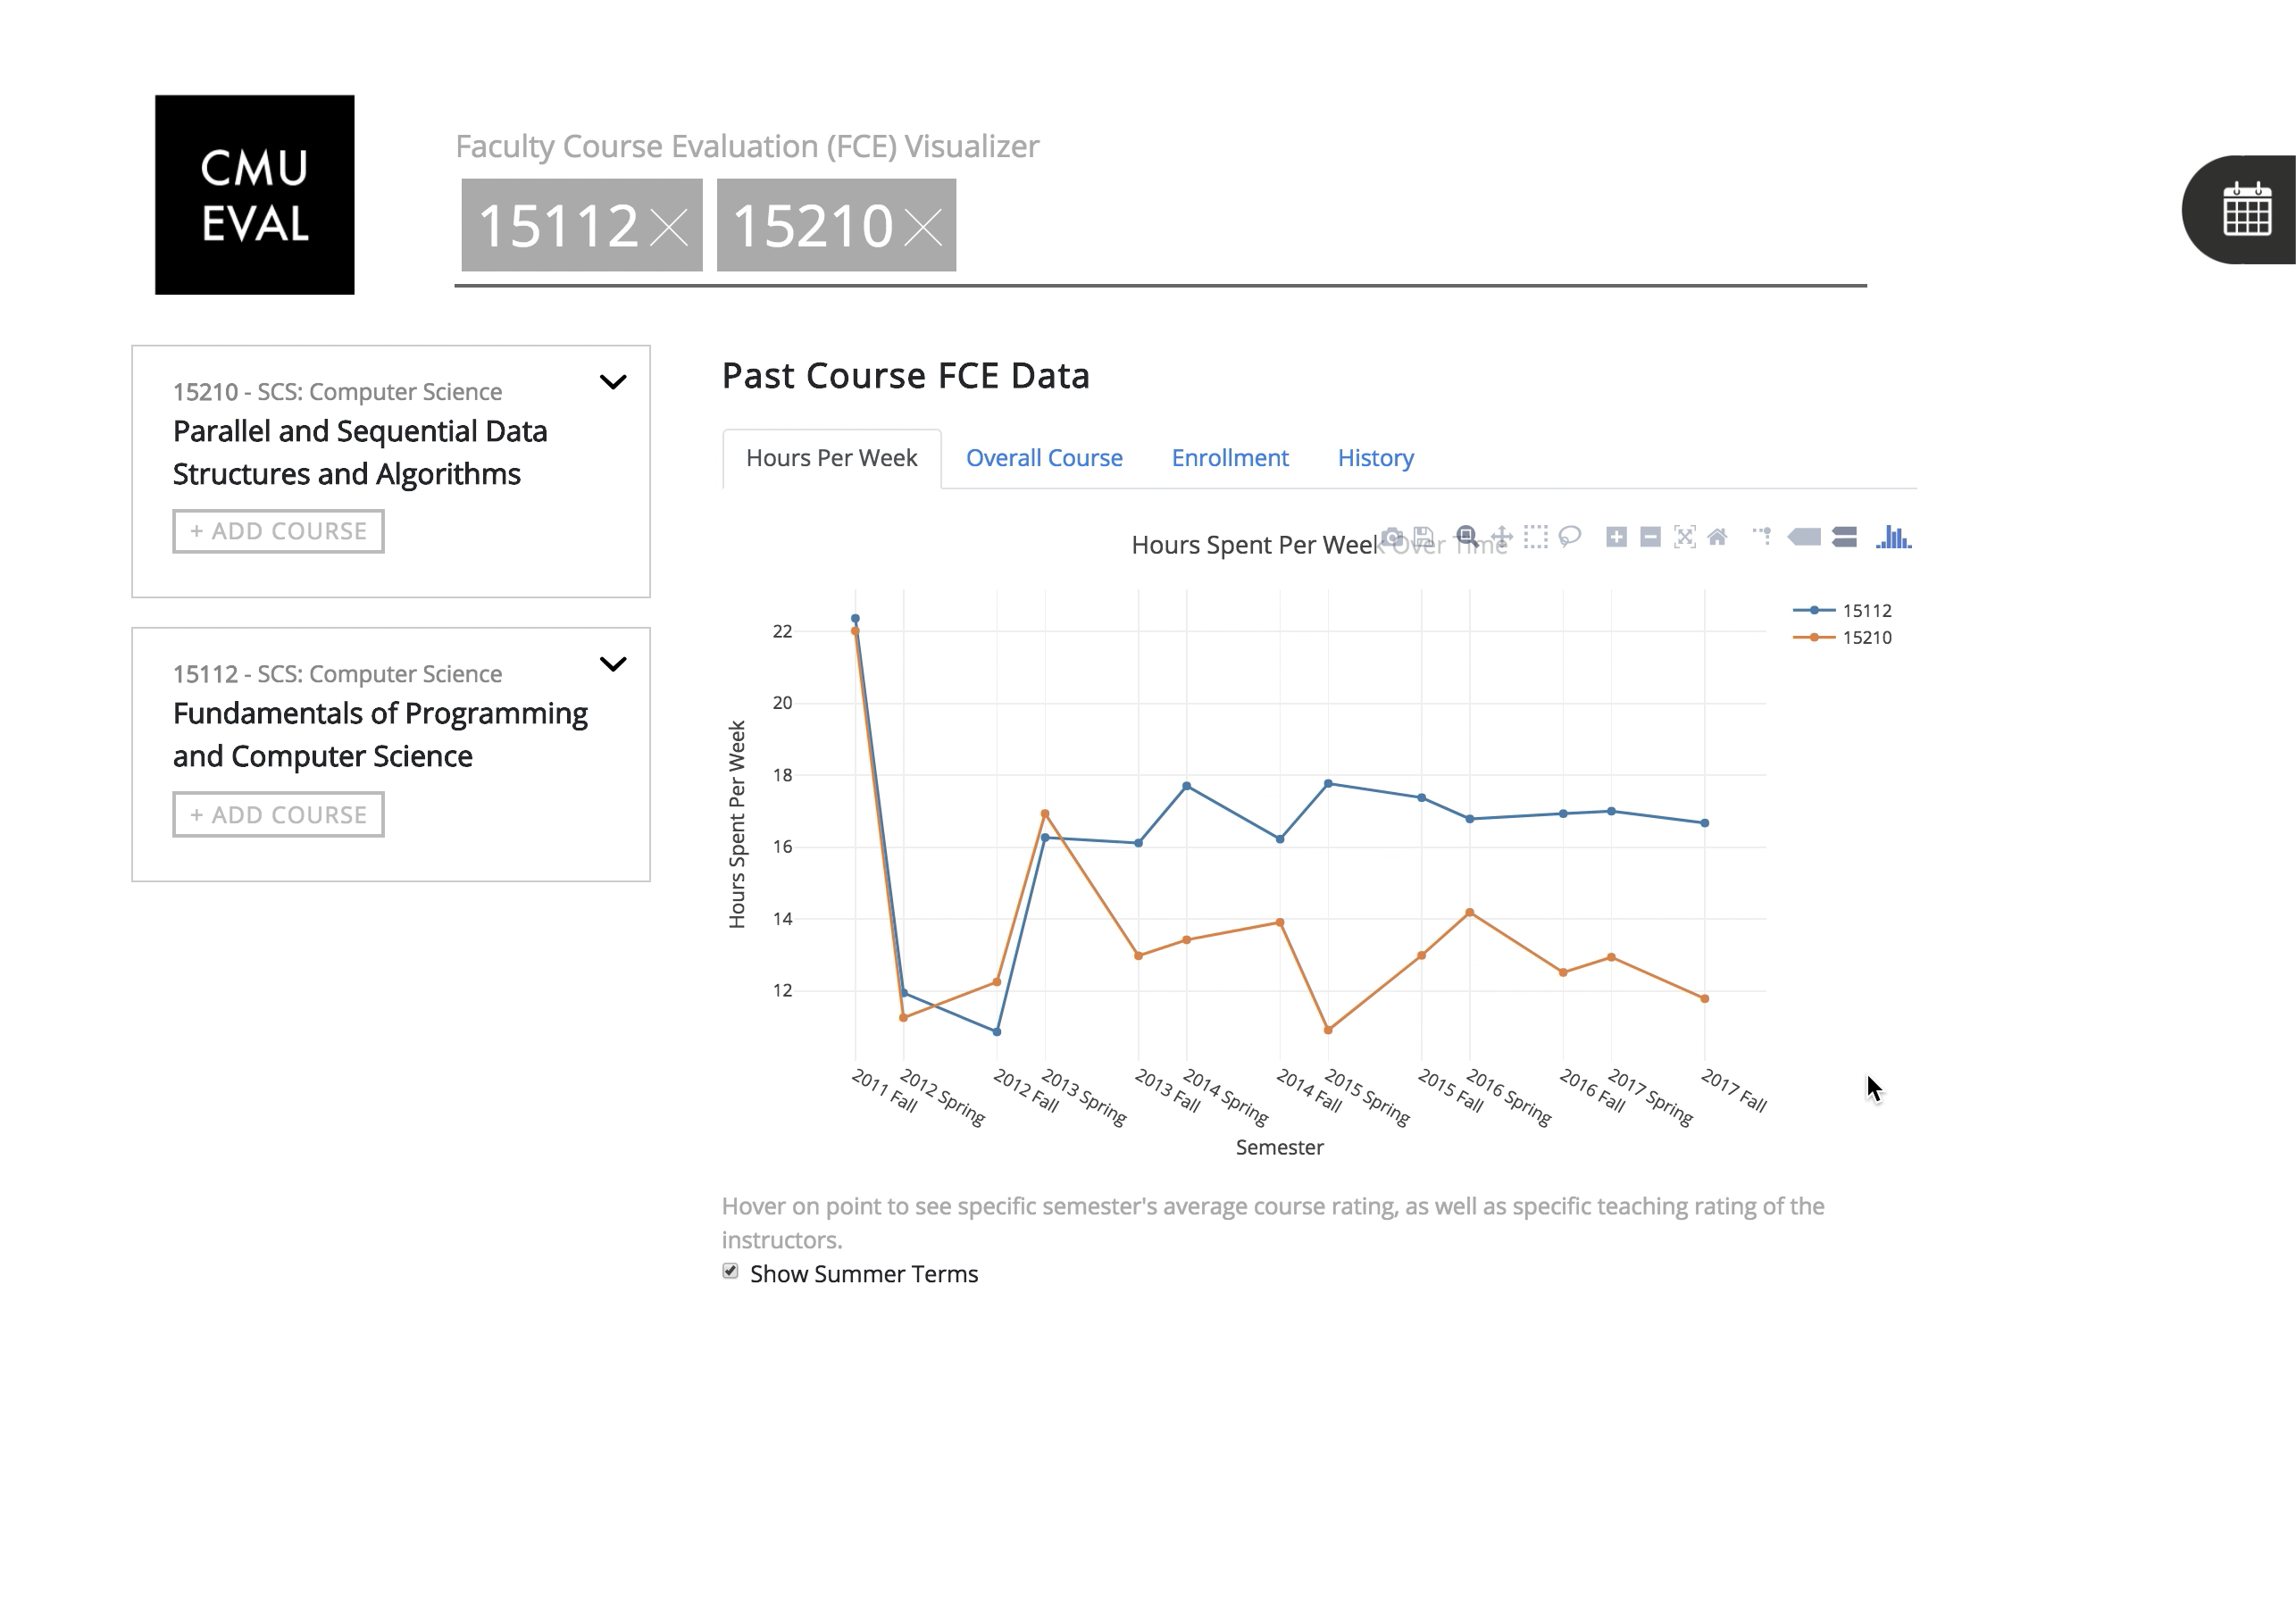 CMU
EVAL
Faculty Course Evaluation (FCE) Visualizer
15112 15210
15210 - SCS: Computer Science
Parallel and Sequential Data
Structures and Algorithms
+ ADD COURSE
15112 - SCS: Computer Science
Fundamentals of Programming
and Computer Science
+ ADD COURSE
Past Course FCE Data
Hours Per Week Overall Course Enrollment History
Hours Spent Per Week Over Time
15112
15210
Hours Spent Per Week
22
20
18
16
14
12
2011 Fall
2012 Spring
2012 Fall
2013 Spring
2013 Fall
2014 Spring
2014 Fall
2015 Spring
2015 Fall
2016 Spring
2016 Fall
2017 Spring
2017 Fall
Semester
Hover on point to see specific semester's average course rating, as well as specific teaching rating of the
instructors.
Show Summer Terms